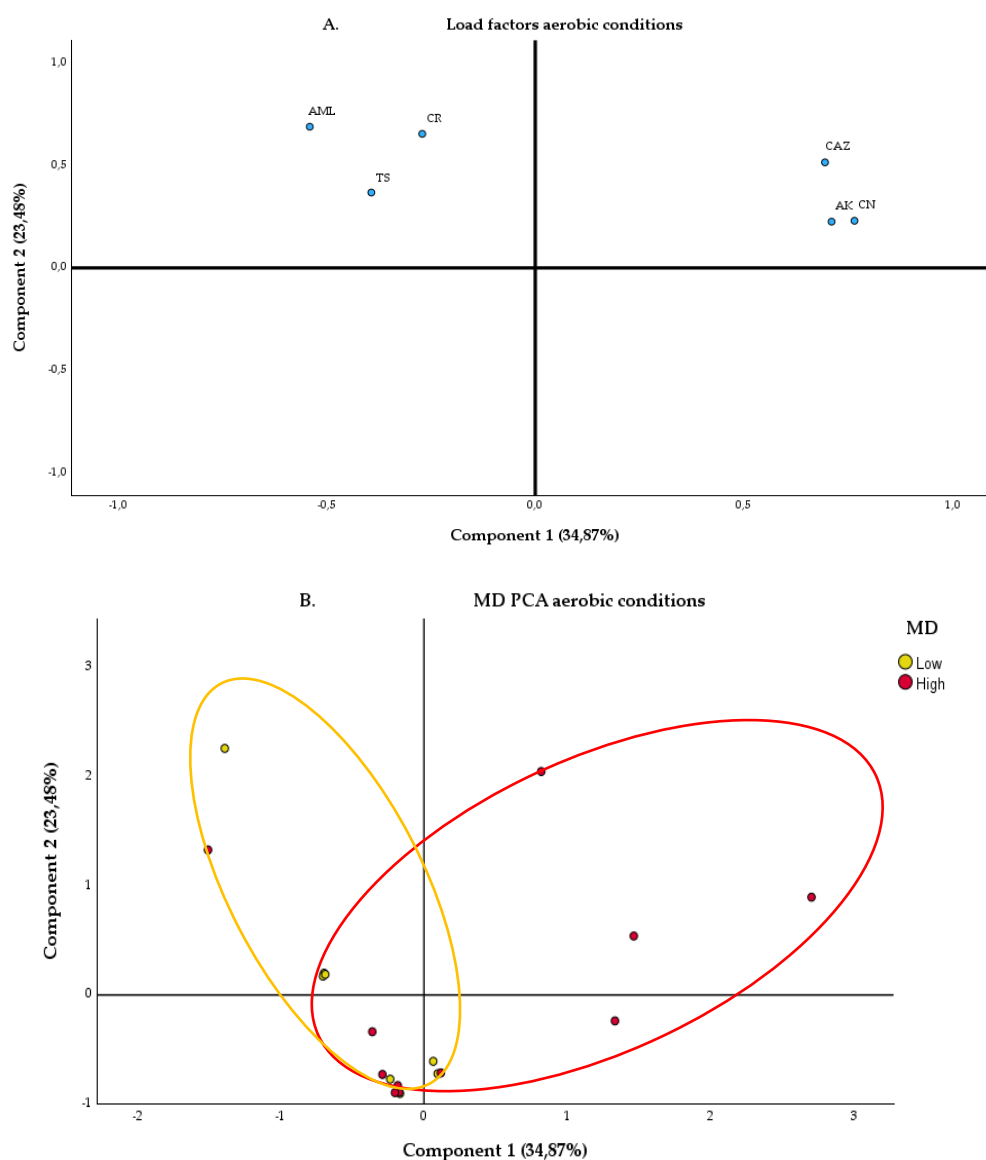 A. Load factors aerobic conditions
1,0
AML
CR
0,5
CAZ
TS
AK CN
0,0
-0,5
-1,0
Component 2 (23,48%)
-1,0 -0,5 0,0 0,5 1,0
Component 1 (34,87%)
B. MD PCA aerobic conditions
MD
Low
High
3
2
1
0
-1
Component 2 (23,48%)
-2 -1 0 1 2 3
Component 1 (34,87%)